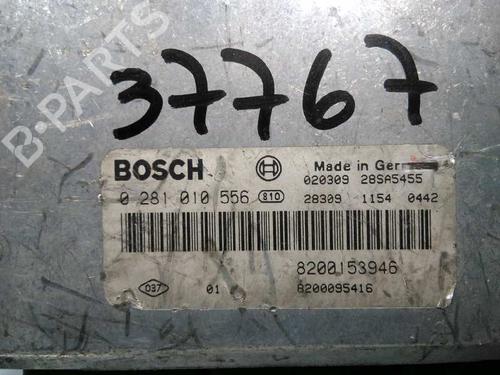 37767
B-PARTS
BOSCH Made in Ger
020309 28SA5455
0 281 010 556 810 28309 1154 0442
8200153946
037 01 8200095416